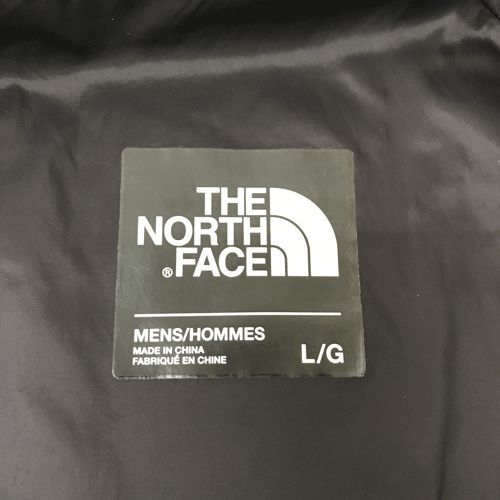 THE
NORTH
® FACE
MENS/HOMMES
MADE IN CHINA
FABRIQUÉ EN CHINE
L/G